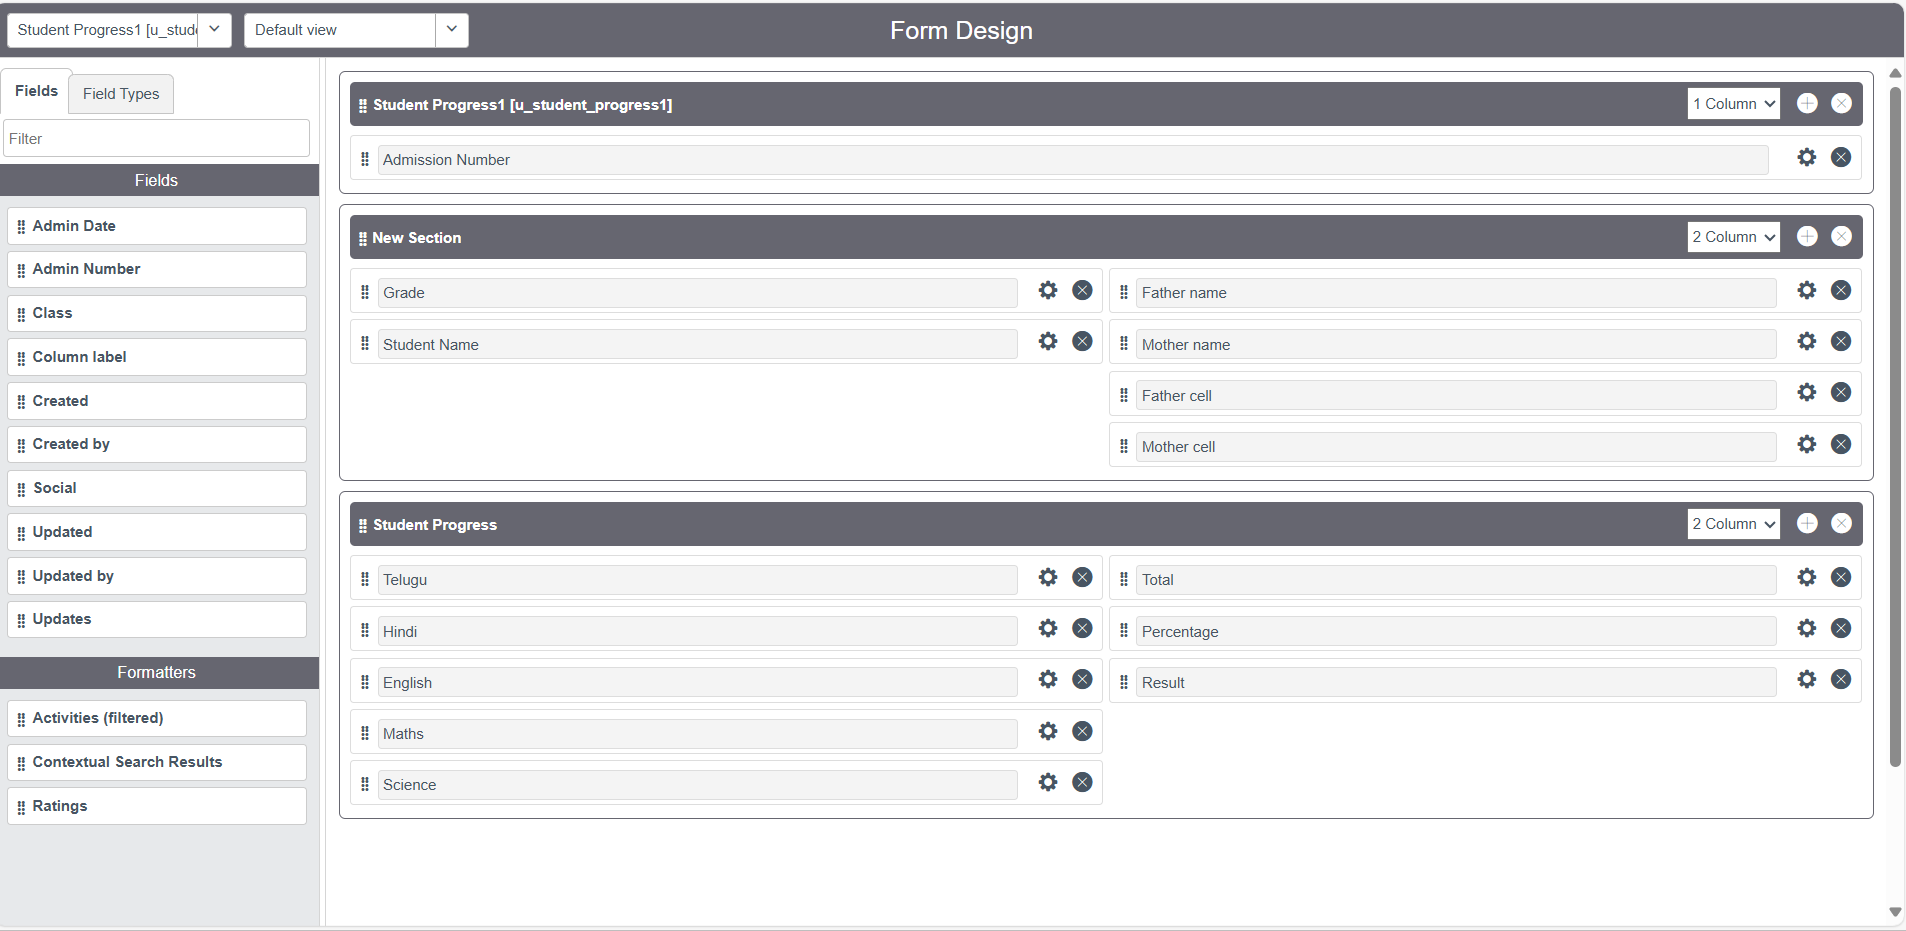 Student Progress1 [u_stud
Default view
Form Design
Fields
Field Types
Filter
Fields
Admin Date
Admin Number
Class
Column label
Created
Created by
Social
Updated
Updated by
Updates
Formatters
Activities (filtered)
Contextual Search Results
Ratings
Student Progress1 [u_student_progress1]
1 Column
Admission Number
New Section
2 Column
Grade
Student Name
Father name
Mother name
Father cell
Mother cell
Student Progress
2 Column
Telugu
Hindi
English
Maths
Science
Total
Percentage
Result